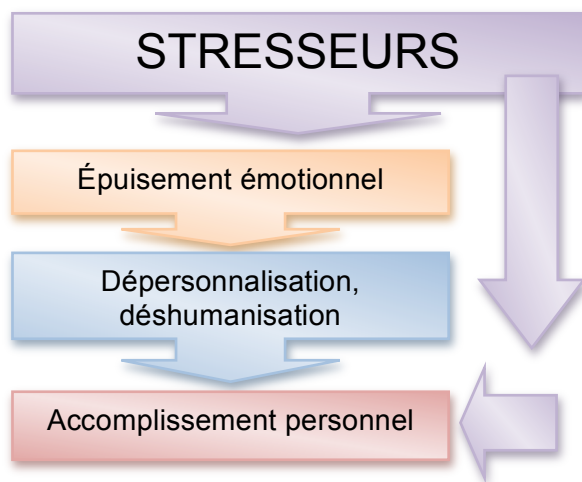 STRESSEURS
Épuisement émotionnel
Dépersonnalisation,
déshumanisation
Accomplissement personnel